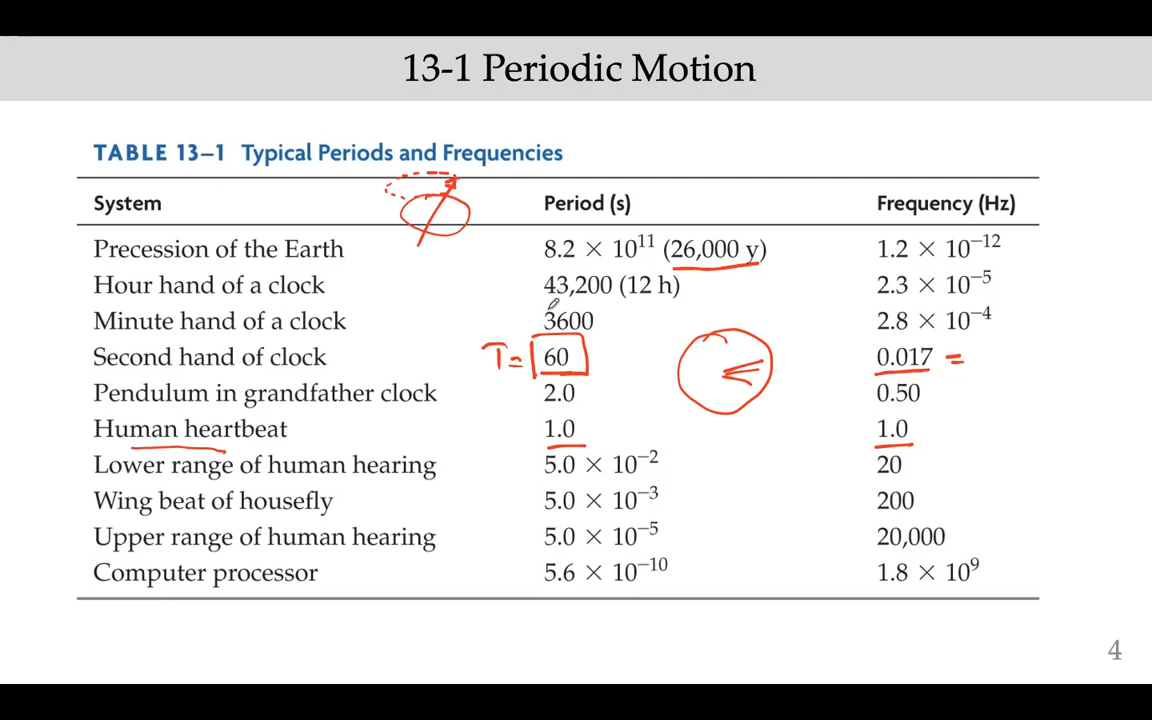 13-1 Periodic Motion
TABLE 13–1 Typical Periods and Frequencies
System Period (s) Frequency (Hz)
Precession of the Earth 8.2 × 10¹¹ (26,000 y) 1.2 × 10⁻¹²
Hour hand of a clock 43,200 (12 h) 2.3 × 10⁻⁵
Minute hand of a clock 3600 2.8 × 10⁻⁴
Second hand of clock T= 60 0.017 =
Pendulum in grandfather clock 2.0 0.50
Human heartbeat 1.0 1.0
Lower range of human hearing 5.0 × 10⁻² 20
Wing beat of housefly 5.0 × 10⁻³ 200
Upper range of human hearing 5.0 × 10⁻⁵ 20,000
Computer processor 5.6 × 10⁻¹⁰ 1.8 × 10⁹
4